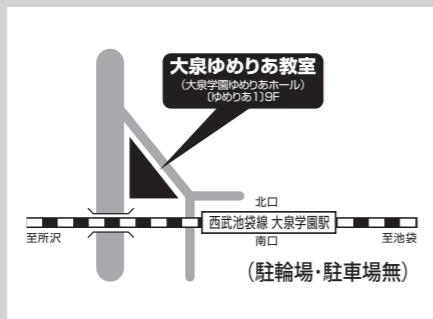 大泉ゆめりあ教室
（大泉学園ゆめりあホール）
〔ゆめりあ1〕9F
北口
西武池袋線 大泉学園駅
至所沢
南口
至池袋
（駐輪場・駐車場無）